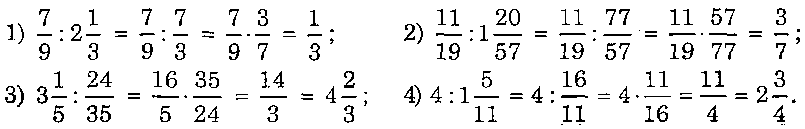 1) 7/9 : 2 1/3 = 7/9 : 7/3 = 7/9 · 3/7 = 1/3 ; 2) 11/19 : 1 20/57 = 11/19 : 77/57 = 11/19 · 57/77 = 3/7 ;
3) 3 1/5 : 24/35 = 16/5 · 35/24 = 14/3 = 4 2/3 ; 4) 4 : 1 5/11 = 4 : 16/11 = 4 · 11/16 = 11/4 = 2 3/4 .